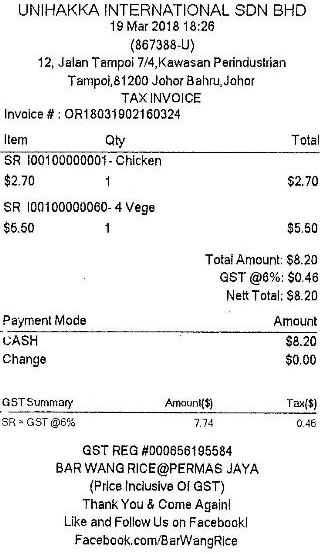 UNIHAKKA INTERNATIONAL SDN BHD
19 Mar 2018 18:26
(867388-U)
12, Jalan Tampoi 7/4,Kawasan Perindustrian
Tampoi,81200 Johor Bahru,Johor
TAX INVOICE
Invoice # : OR18031902160324
Item Qty Total
SR I00100000001- Chicken
$2.70 1 $2.70
SR I00100000060- 4 Vege
$5.50 1 $5.50
Total Amount: $8.20
GST @6%: $0.46
Nett Total: $8.20
Payment Mode Amount
CASH $8.20
Change $0.00
GST Summary Amount($) Tax($)
SR = GST @6% 7.74 0.46
GST REG #000656195584
BAR WANG RICE@PERMAS JAYA
(Price Inclusive Of GST)
Thank You & Come Again!
Like and Follow Us on Facebook!
Facebook.com/BarWangRice